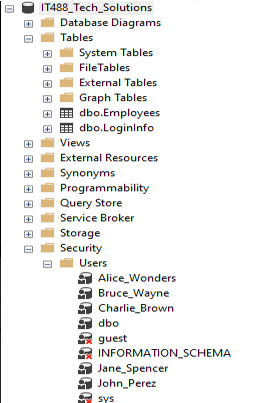 IT488_Tech_Solutions
Database Diagrams
Tables
System Tables
FileTables
External Tables
Graph Tables
dbo.Employees
dbo.LoginInfo
Views
External Resources
Synonyms
Programmability
Query Store
Service Broker
Storage
Security
Users
Alice_Wonders
Bruce_Wayne
Charlie_Brown
dbo
guest
INFORMATION_SCHEMA
Jane_Spencer
John_Perez
sys